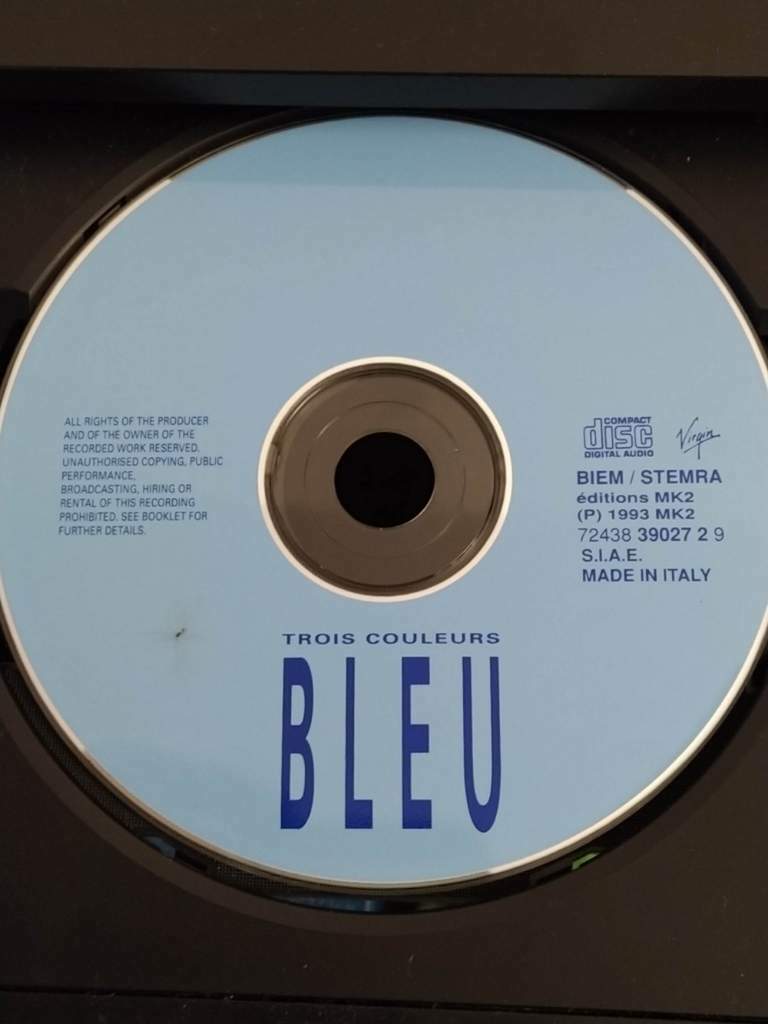 ALL RIGHTS OF THE PRODUCER
AND OF THE OWNER OF THE
RECORDED WORK RESERVED.
UNAUTHORISED COPYING, PUBLIC
PERFORMANCE,
BROADCASTING, HIRING OR
RENTAL OF THIS RECORDING
PROHIBITED. SEE BOOKLET FOR
FURTHER DETAILS.
COMPACT
disc
DIGITAL AUDIO
Virgin
BIEM / STEMRA
éditions MK2
(P) 1993 MK2
72438 39027 2 9
S.I.A.E.
MADE IN ITALY
TROIS COULEURS
BLEU